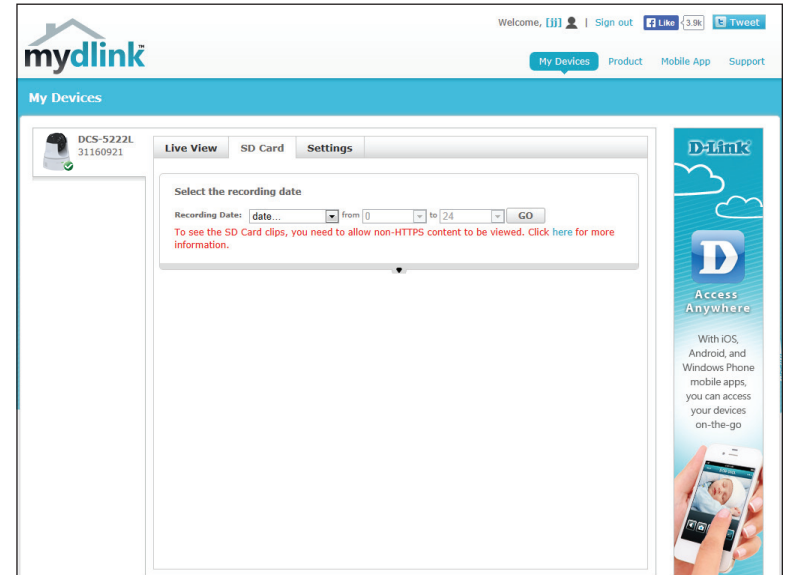 Welcome, [jj] | Sign out Like 3.9k Tweet
mydlink
My Devices Product Mobile App Support
My Devices
DCS-5222L
31160921
Live View SD Card Settings
Select the recording date
Recording Date: date... from 0 to 24 GO
To see the SD Card clips, you need to allow non-HTTPS content to be viewed. Click here for more
information.
D-Link
D
Access
Anywhere
With iOS,
Android, and
Windows Phone
mobile apps,
you can access
your devices
on-the-go